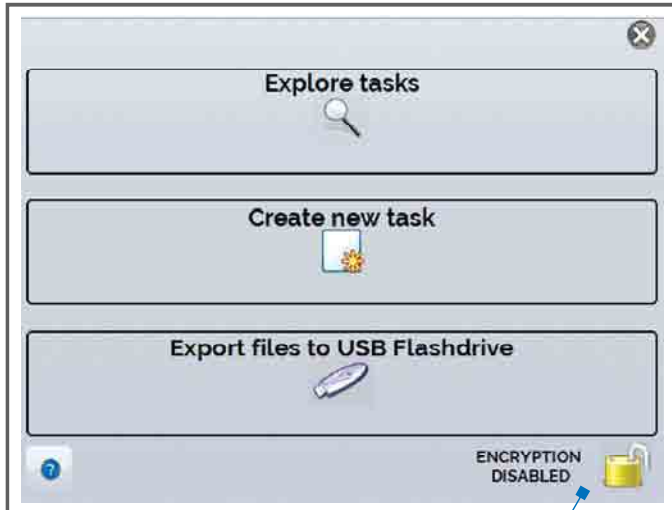 Explore tasks
Create new task
Export files to USB Flashdrive
?
ENCRYPTION
DISABLED